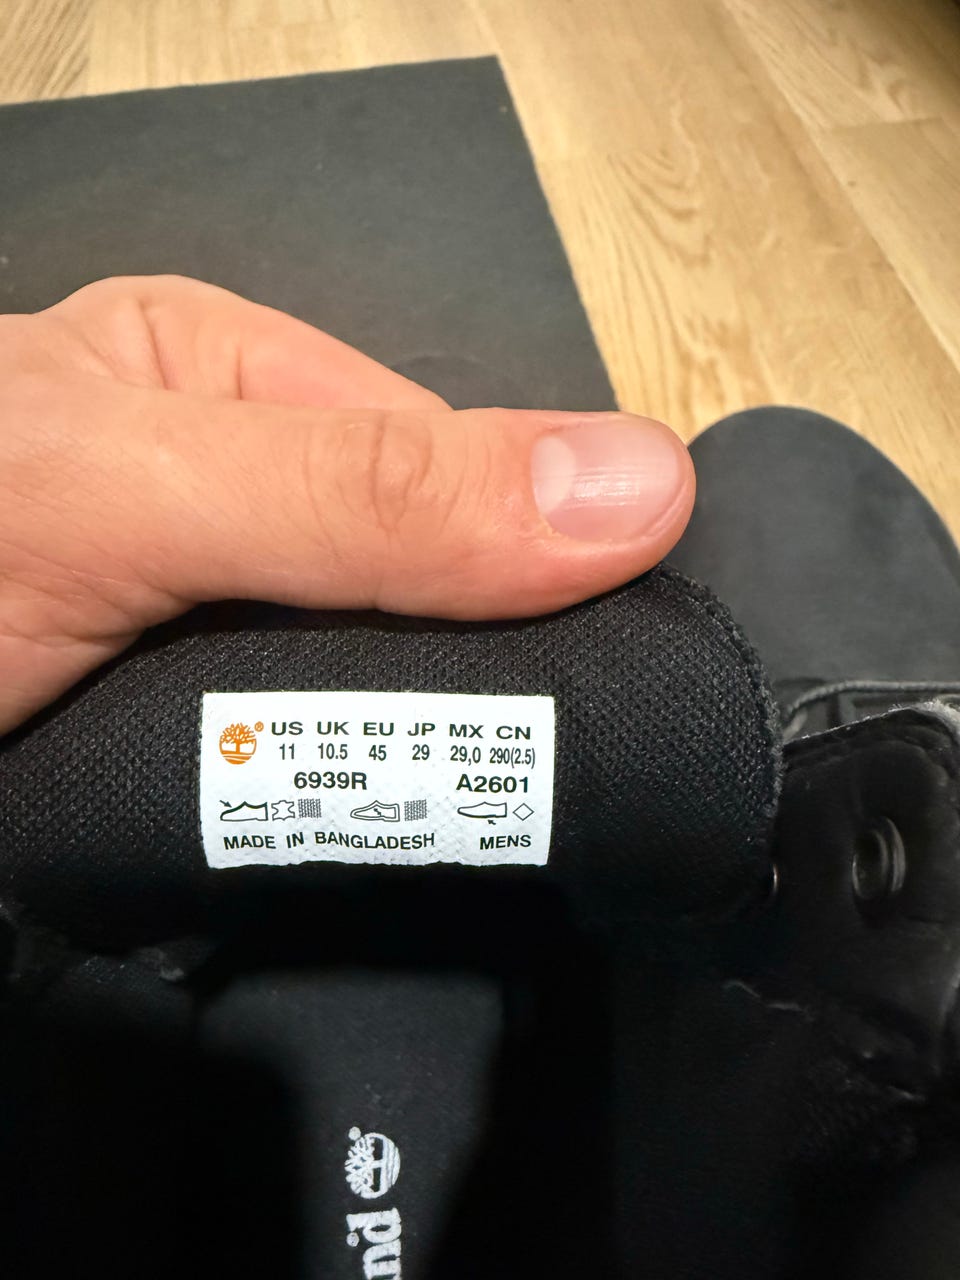 ® US UK EU JP MX CN
11 10.5 45 29 29,0 290(2.5)
6939R A2601
MADE IN BANGLADESH MENS
®
nd